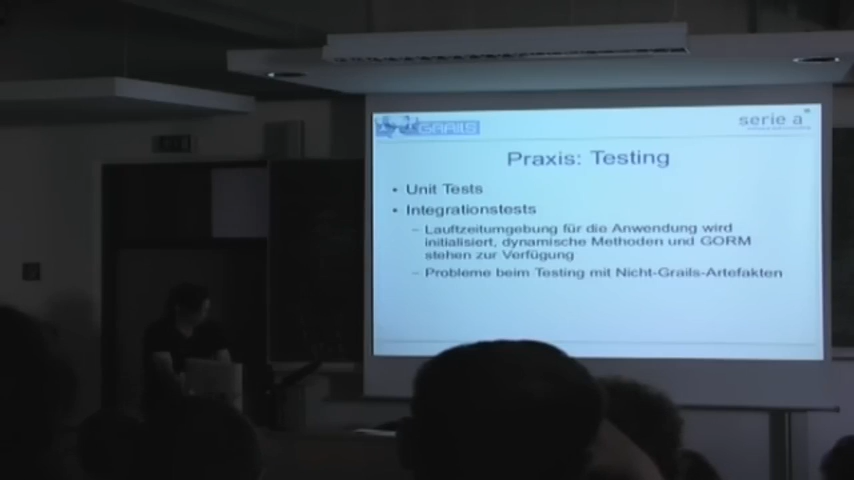 GRAILS
serie a
Praxis: Testing
• Unit Tests
• Integrationstests
– Lauftzeitumgebung für die Anwendung wird
initialisiert, dynamische Methoden und GORM
stehen zur Verfügung
– Probleme beim Testing mit Nicht-Grails-Artefakten